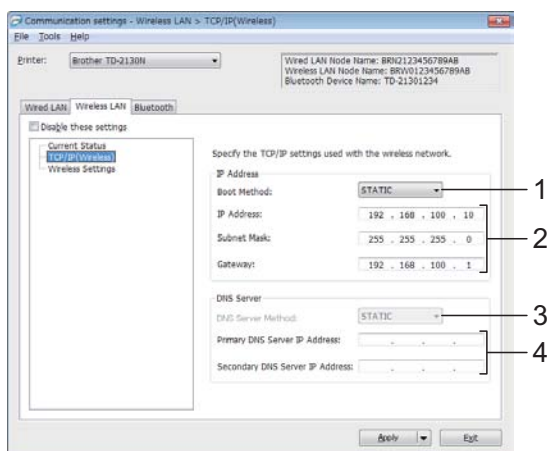 Communication settings - Wireless LAN > TCP/IP(Wireless)
File Tools Help
Printer: Brother TD-2130N
Wired LAN Node Name: BRN2123456789AB
Wireless LAN Node Name: BRW0123456789AB
Bluetooth Device Name: TD-21301234
Wired LAN Wireless LAN Bluetooth
Disable these settings
Current Status
TCP/IP(Wireless)
Wireless Settings
Specify the TCP/IP settings used with the wireless network.
IP Address
Boot Method: STATIC 1
IP Address: 192 . 168 . 100 . 10
Subnet Mask: 255 . 255 . 255 . 0 2
Gateway: 192 . 168 . 100 . 1
DNS Server
DNS Server Method: STATIC 3
Primary DNS Server IP Address: . . .
4
Secondary DNS Server IP Address: . . .
Apply Exit